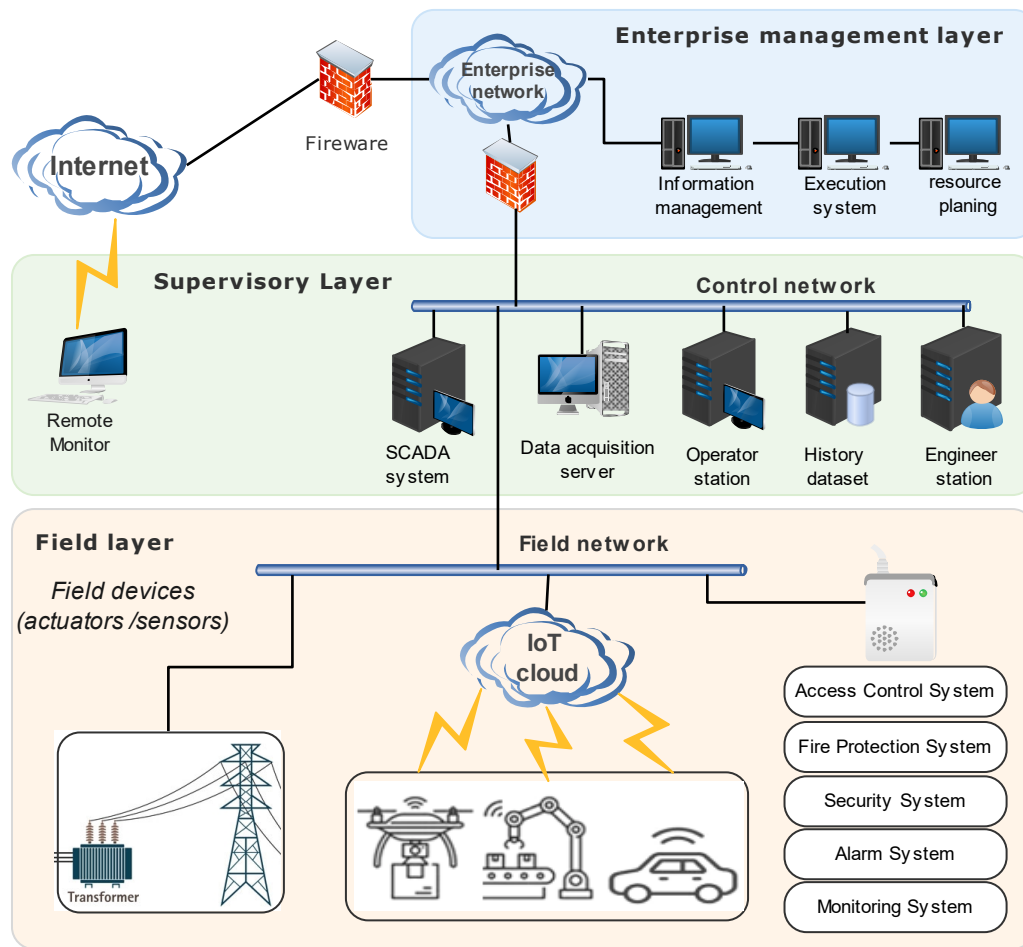 Enterprise management layer
Enterprise
network
Fireware
Internet
Information
management
Execution
system
resource
planing
Supervisory Layer
Control network
Remote
Monitor
SCADA
system
Data acquisition
server
Operator
station
History
dataset
Engineer
station
Field layer
Field network
Field devices
(actuators /sensors)
IoT
cloud
Access Control System
Fire Protection System
Security System
Alarm System
Monitoring System
Transformer